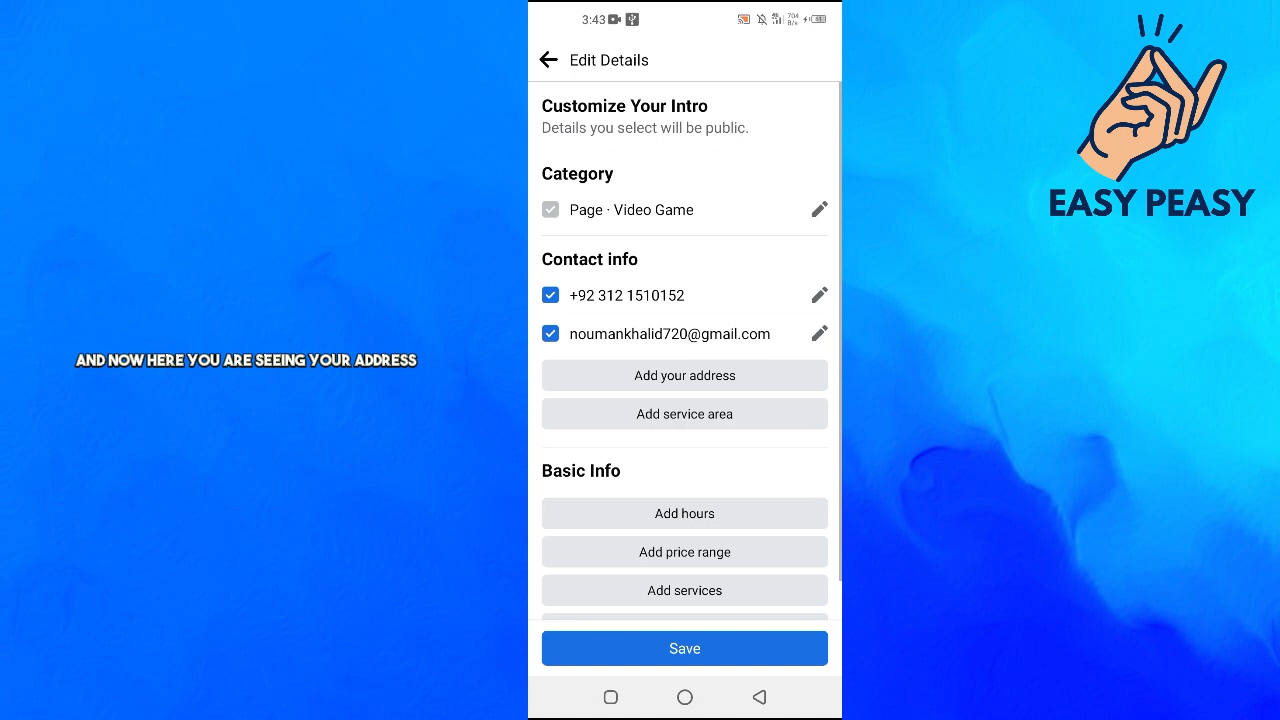 3:43
704
B/s
Edit Details
Customize Your Intro
Details you select will be public.
Category
Page · Video Game
Contact info
+92 312 1510152
noumankhalid720@gmail.com
Add your address
Add service area
Basic Info
Add hours
Add price range
Add services
Save
AND NOW HERE YOU ARE SEEING YOUR ADDRESS
EASY PEASY